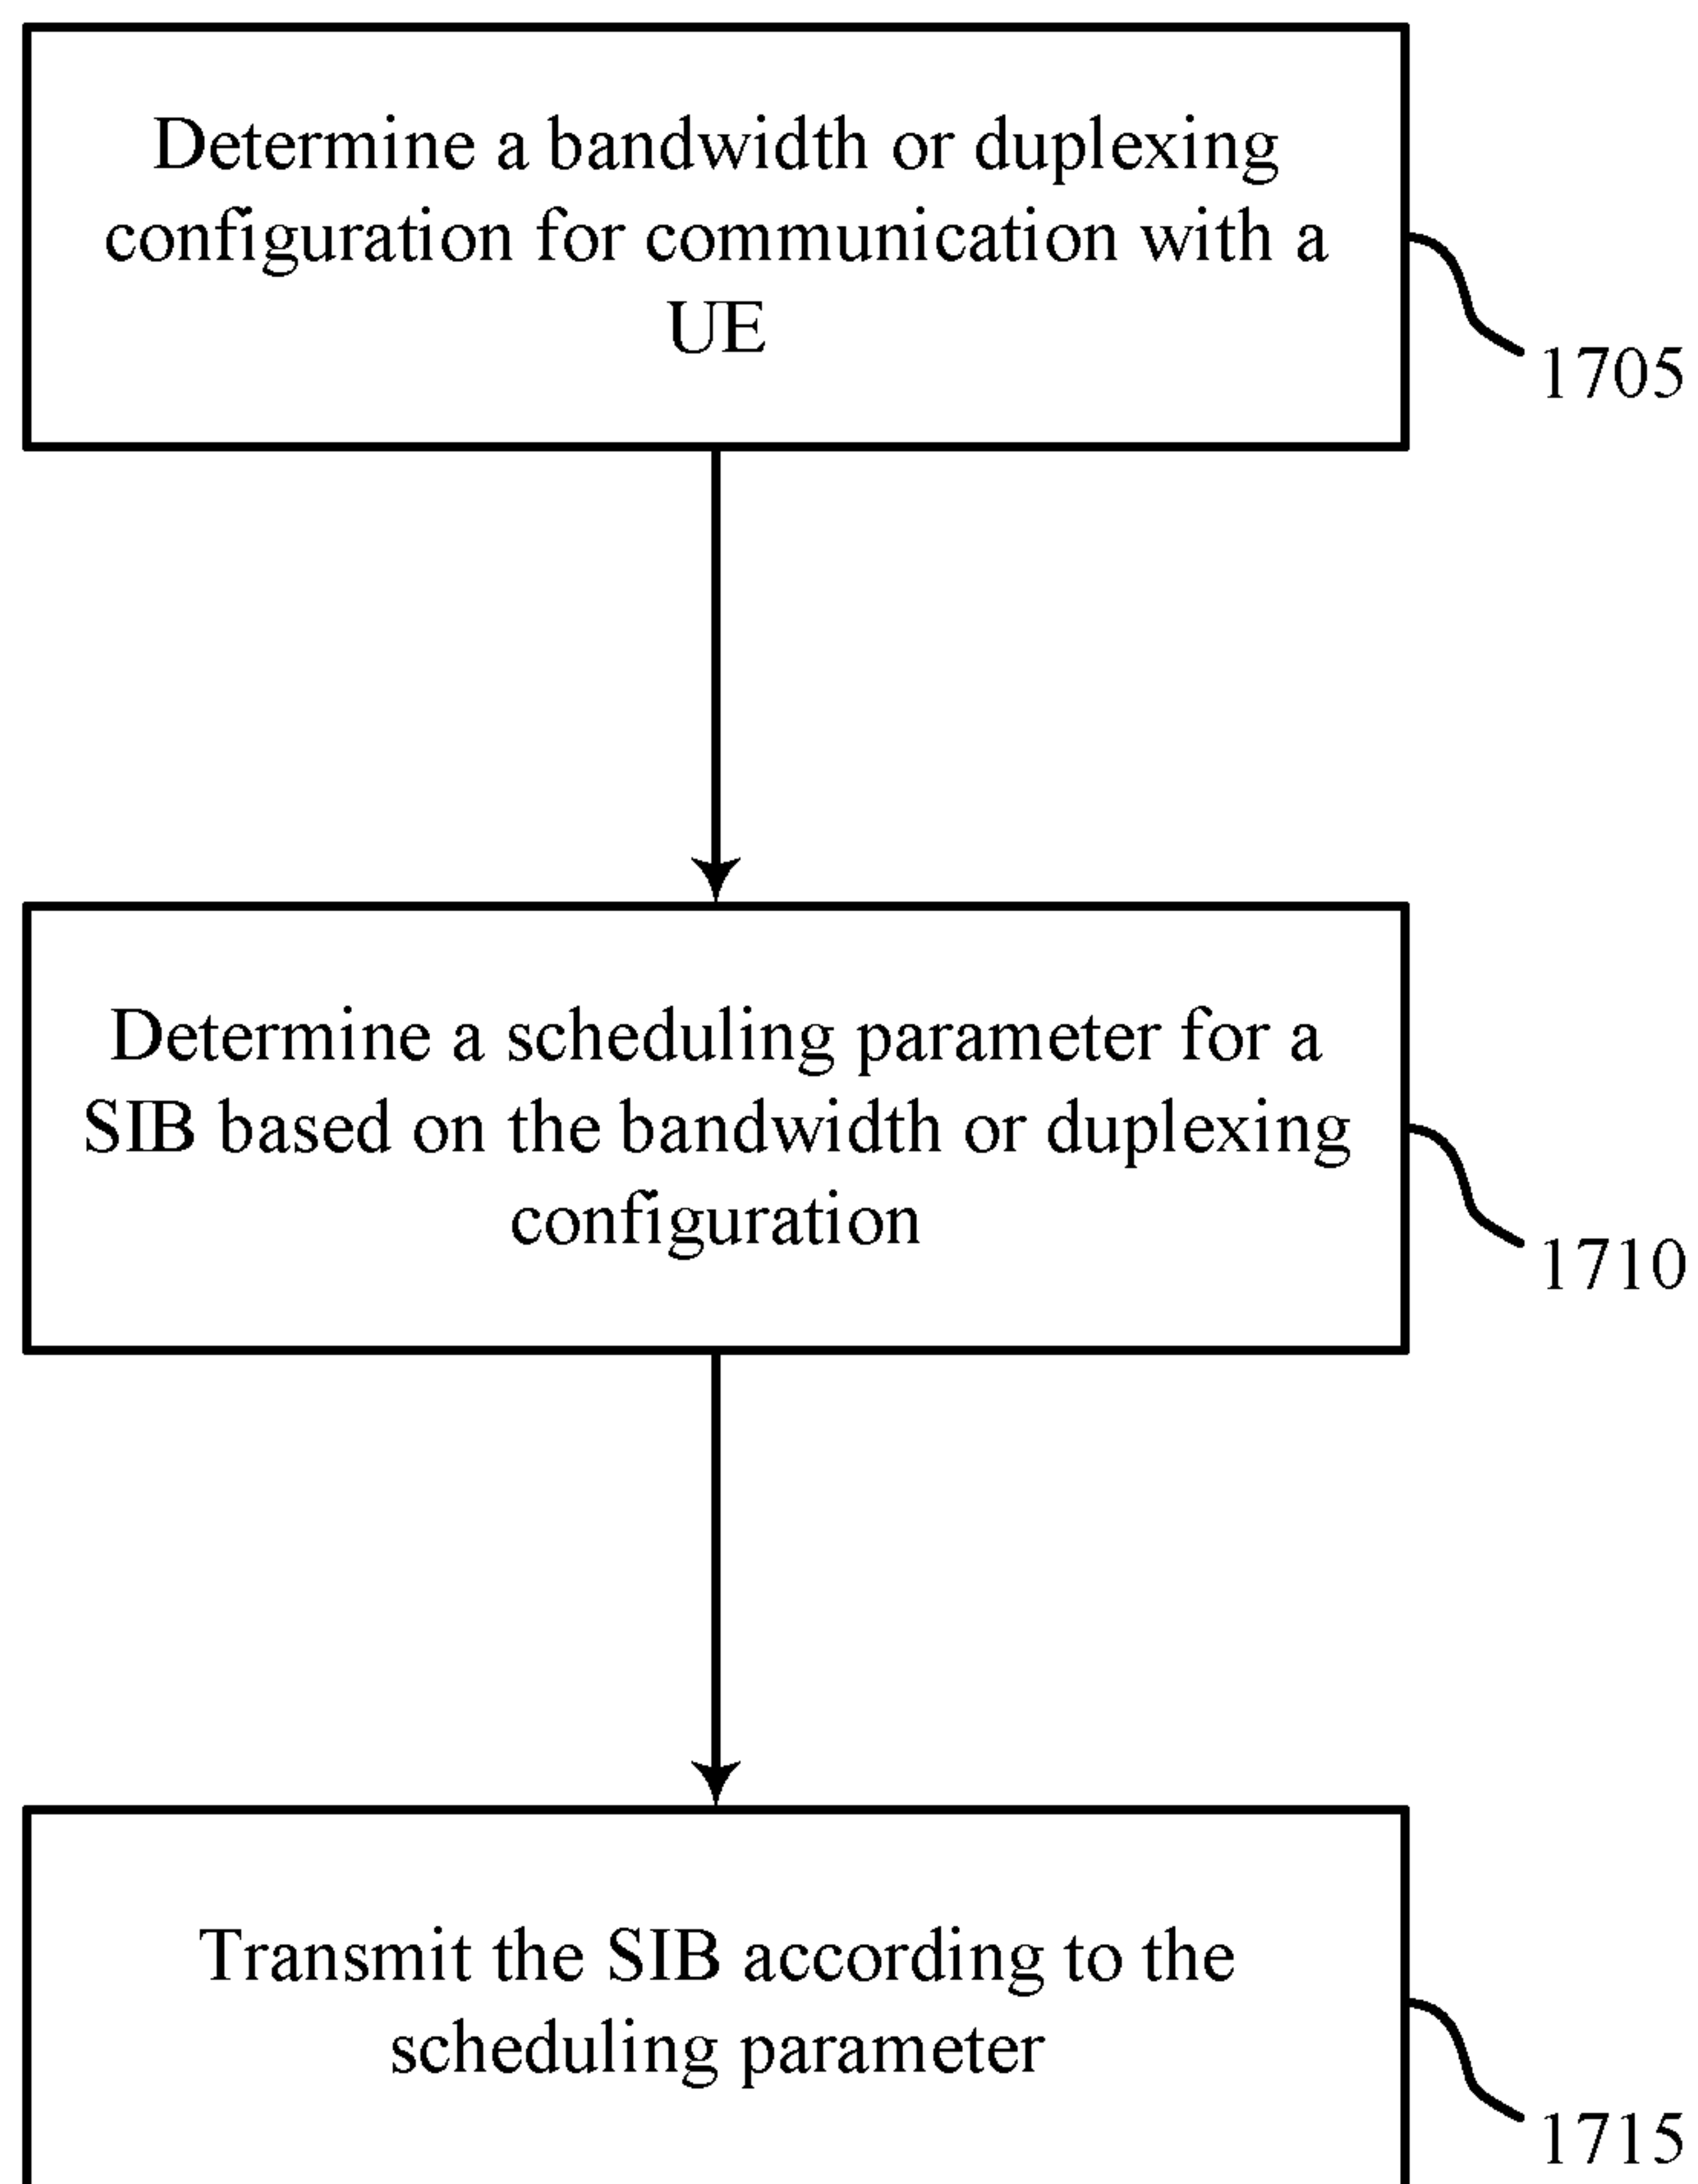 Determine a bandwidth or duplexing
configuration for communication with a
UE
1705
Determine a scheduling parameter for a
SIB based on the bandwidth or duplexing
configuration
1710
Transmit the SIB according to the
scheduling parameter
1715